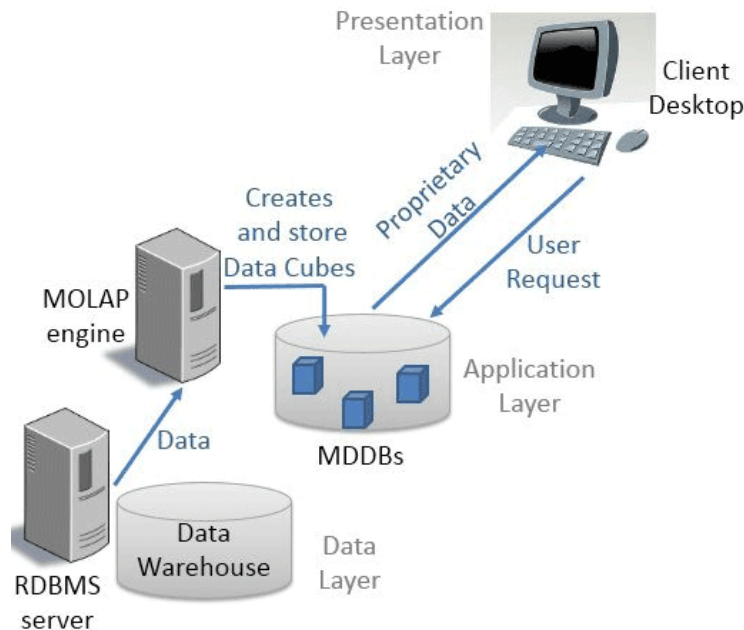 Presentation
Layer
Client
Desktop
Proprietary
Data
Creates
and store
Data Cubes
User
Request
MOLAP
engine
Application
Layer
Data
MDDBs
Data
Warehouse
Data
Layer
RDBMS
server